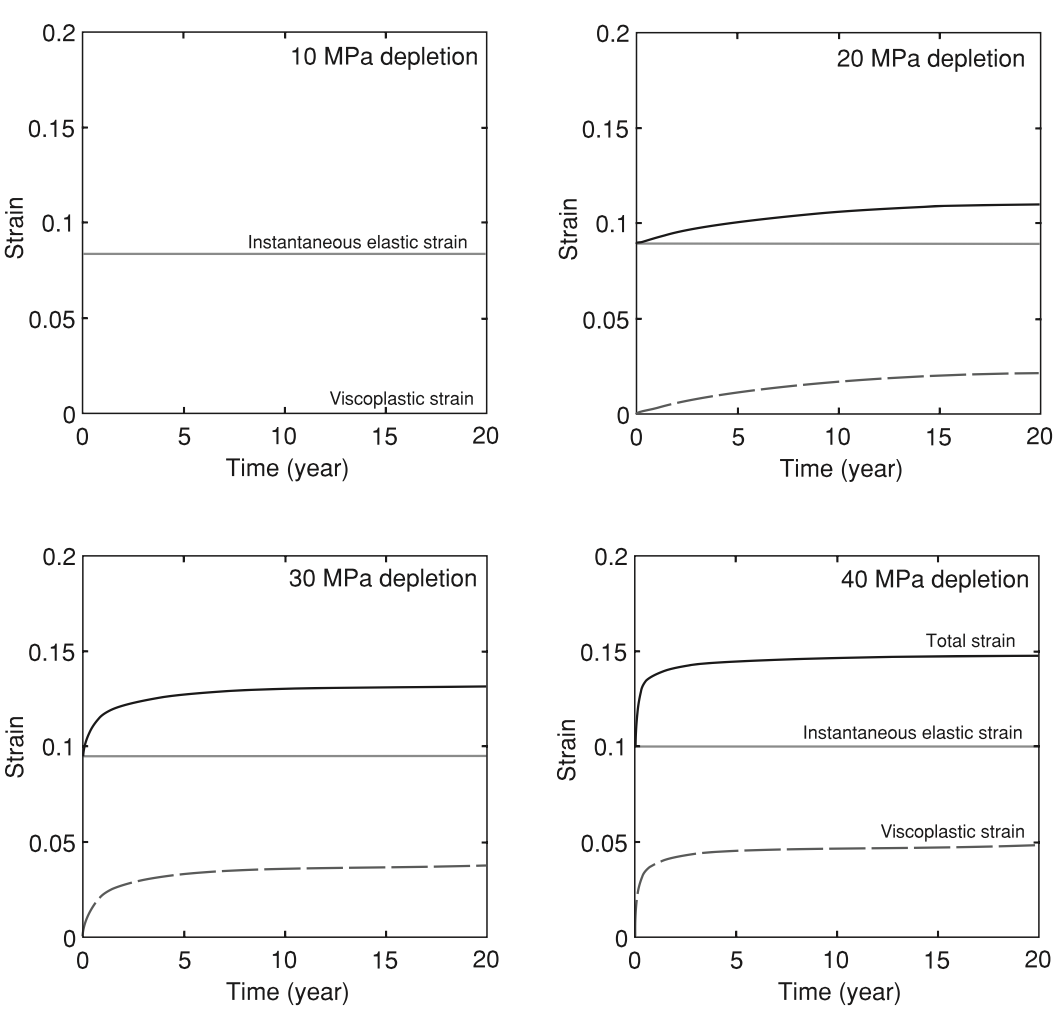 10 MPa depletion
0.2
0.15
0.1
0.05
0
Strain
Instantaneous elastic strain
Viscoplastic strain
0 5 10 15 20
Time (year)
20 MPa depletion
0.2
0.15
0.1
0.05
0
Strain
0 5 10 15 20
Time (year)
30 MPa depletion
0.2
0.15
0.1
0.05
0
Strain
0 5 10 15 20
Time (year)
40 MPa depletion
0.2
0.15
0.1
0.05
0
Strain
Total strain
Instantaneous elastic strain
Viscoplastic strain
0 5 10 15 20
Time (year)